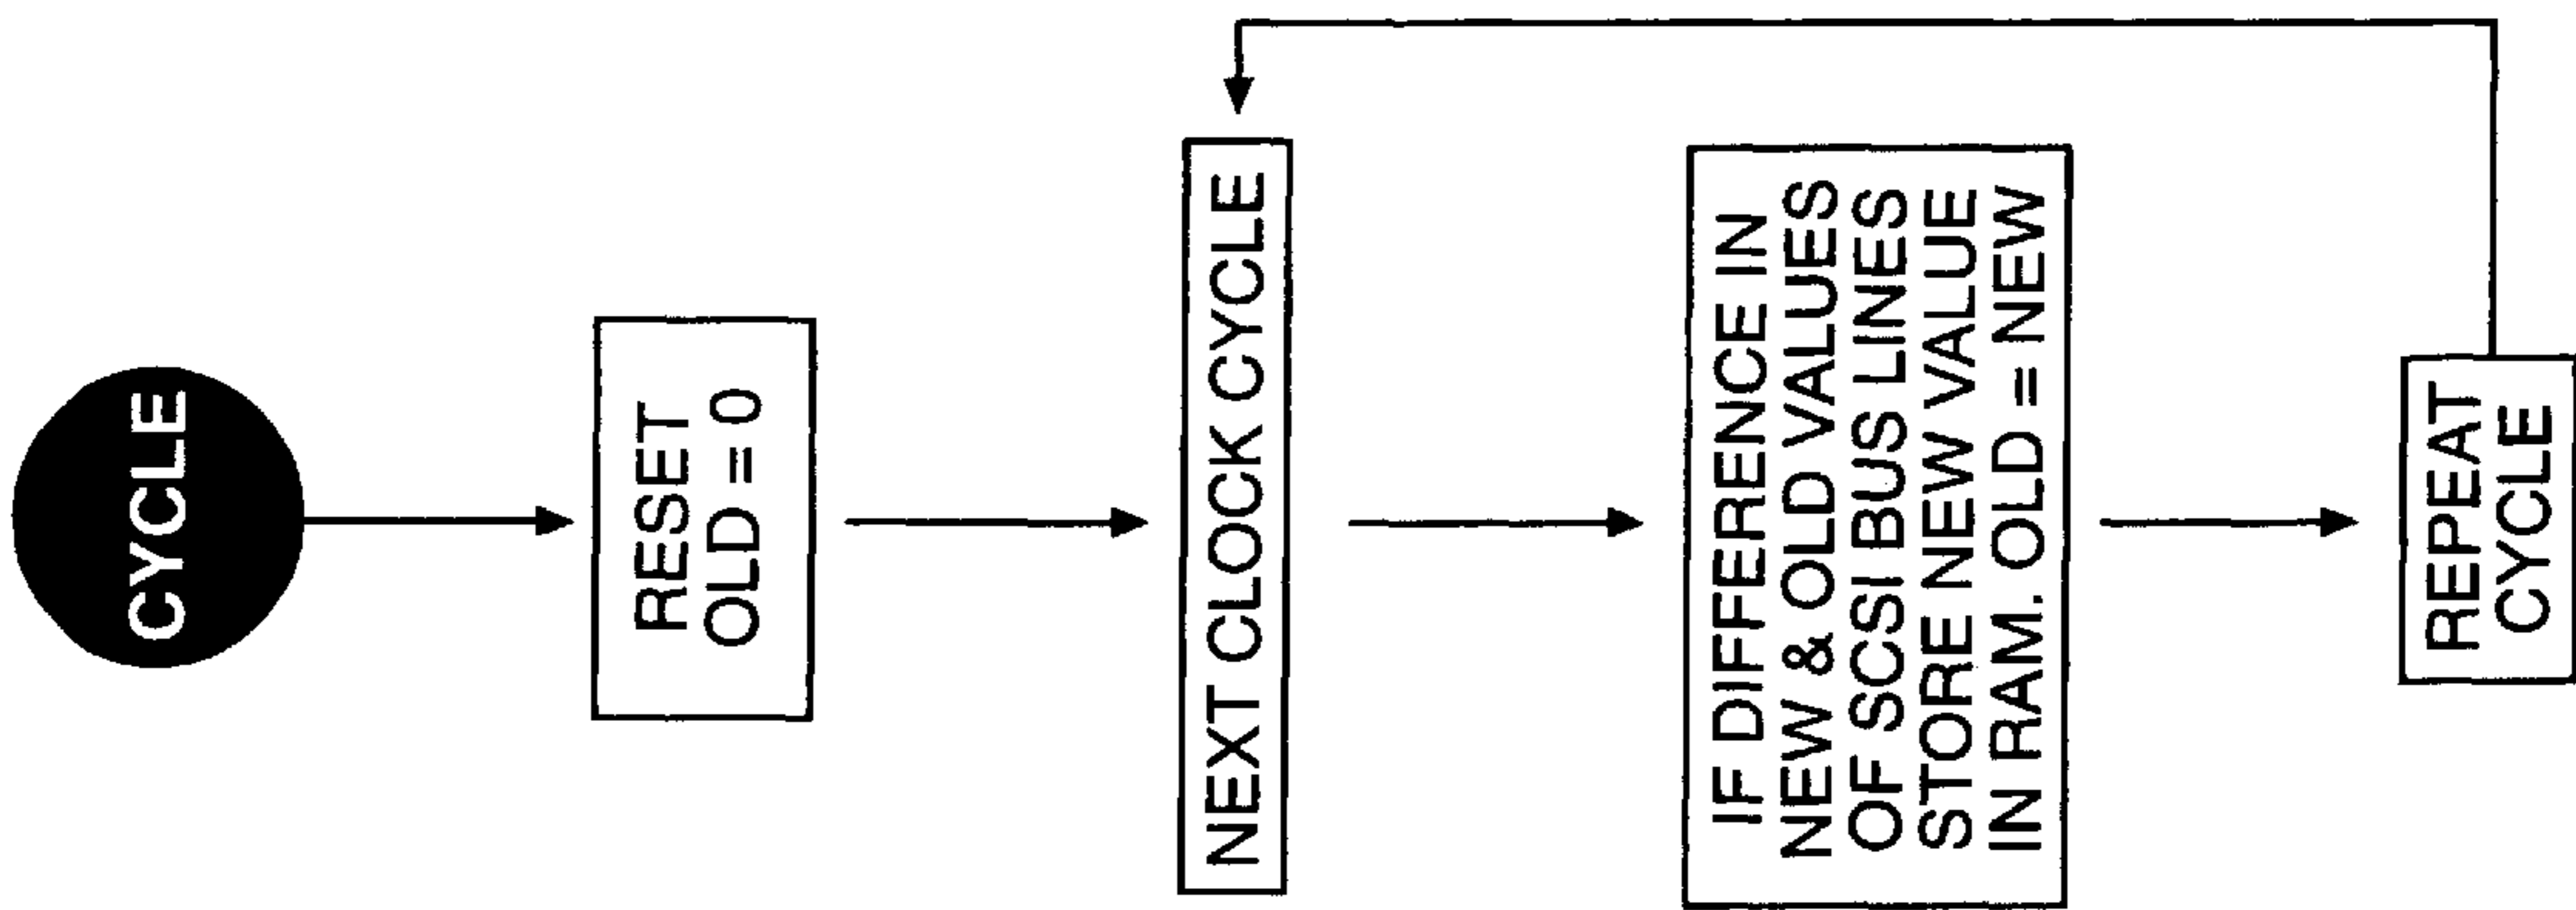 CYCLE
RESET
OLD = 0
NEXT CLOCK CYCLE
IF DIFFERENCE IN
NEW & OLD VALUES
OF SCSI BUS LINES
STORE NEW VALUE
IN RAM. OLD = NEW
REPEAT
CYCLE